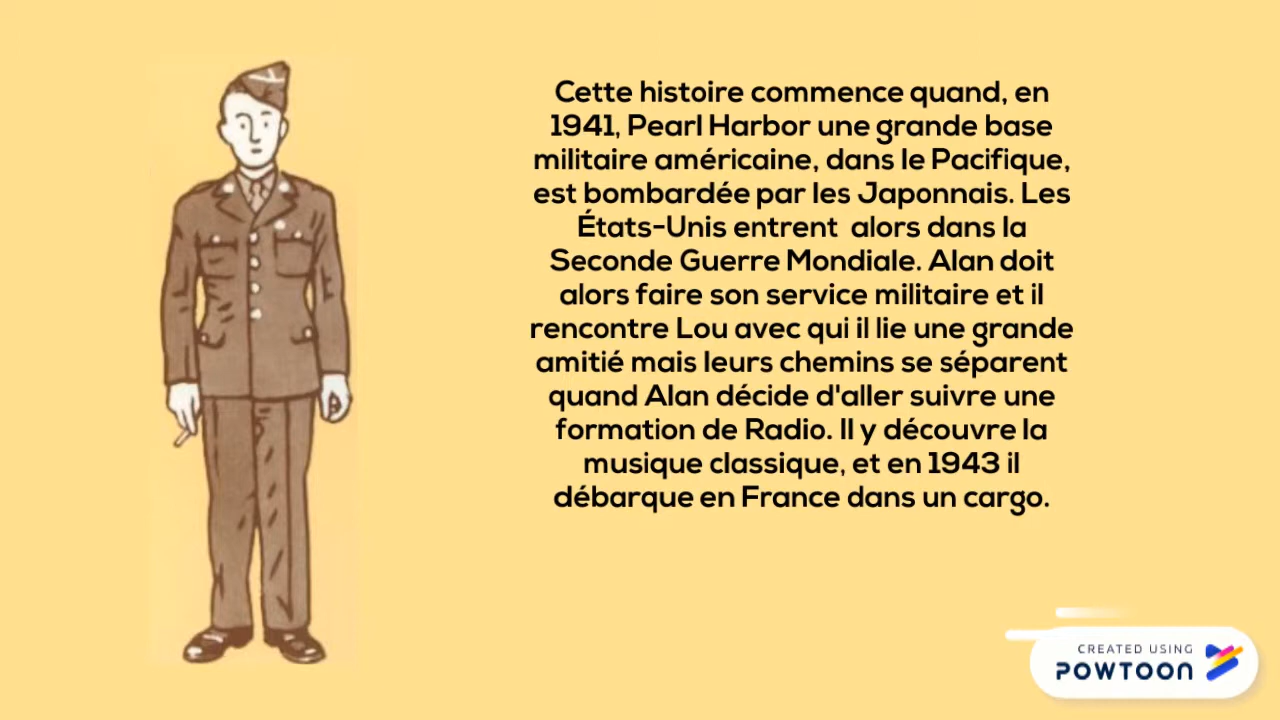 Cette histoire commence quand, en
1941, Pearl Harbor une grande base
militaire américaine, dans le Pacifique,
est bombardée par les Japonnais. Les
États-Unis entrent  alors dans la
Seconde Guerre Mondiale. Alan doit
alors faire son service militaire et il
rencontre Lou avec qui il lie une grande
amitié mais leurs chemins se séparent
quand Alan décide d'aller suivre une
formation de Radio. Il y découvre la
musique classique, et en 1943 il
débarque en France dans un cargo.
CREATED USING
POWTOON